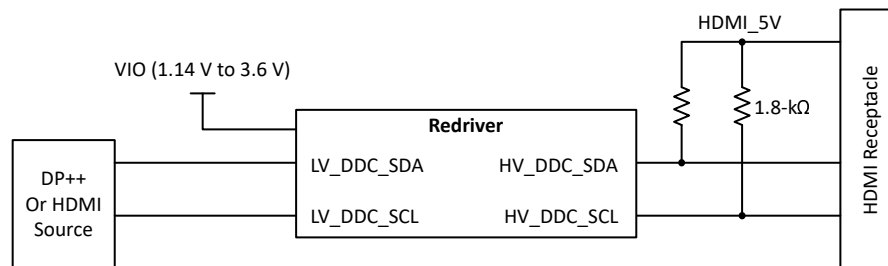 HDMI_5V
VIO (1.14 V to 3.6 V)
1.8-kΩ
Redriver
LV_DDC_SDA
HV_DDC_SDA
LV_DDC_SCL
HV_DDC_SCL
DP++
Or HDMI
Source
HDMI Receptacle